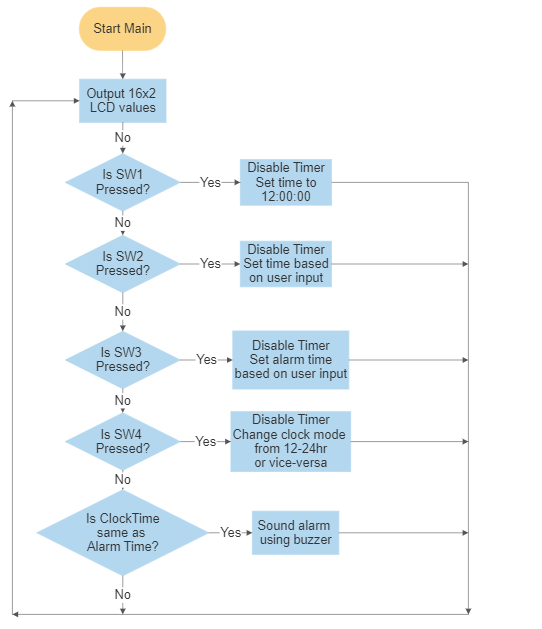 Start Main
Output 16x2
LCD values
No
Is SW1
Pressed?
Yes
Disable Timer
Set time to
12:00:00
No
Is SW2
Pressed?
Yes
Disable Timer
Set time based
on user input
No
Is SW3
Pressed?
Yes
Disable Timer
Set alarm time
based on user input
No
Is SW4
Pressed?
Yes
Disable Timer
Change clock mode
from 12-24hr
or vice-versa
No
Is ClockTime
same as
Alarm Time?
Yes
Sound alarm
using buzzer
No